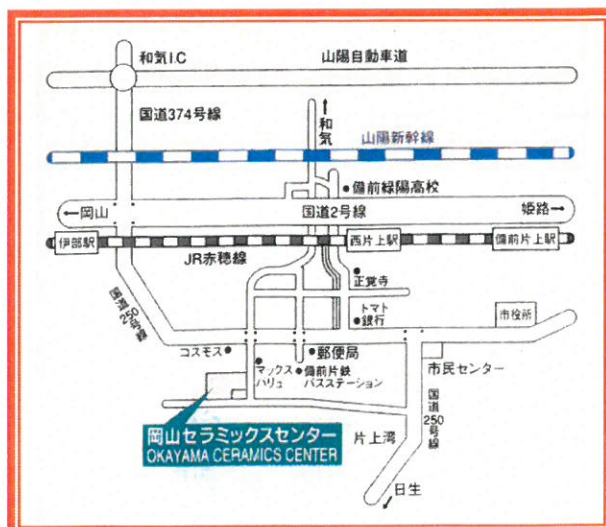 和気I.C
山陽自動車道
国道374号線
↑
和気
山陽新幹線
備前緑陽高校
←岡山
国道2号線
姫路→
伊部駅
西片上駅
備前片上駅
JR赤穂線
国道250号線
正覚寺
トマト
銀行
市役所
コスモス
マックス
ハリュ
郵便局
備前片鉄
バスステーション
市民センター
国道250号線
岡山セラミックスセンター
OKAYAMA CERAMICS CENTER
片上湾
日生